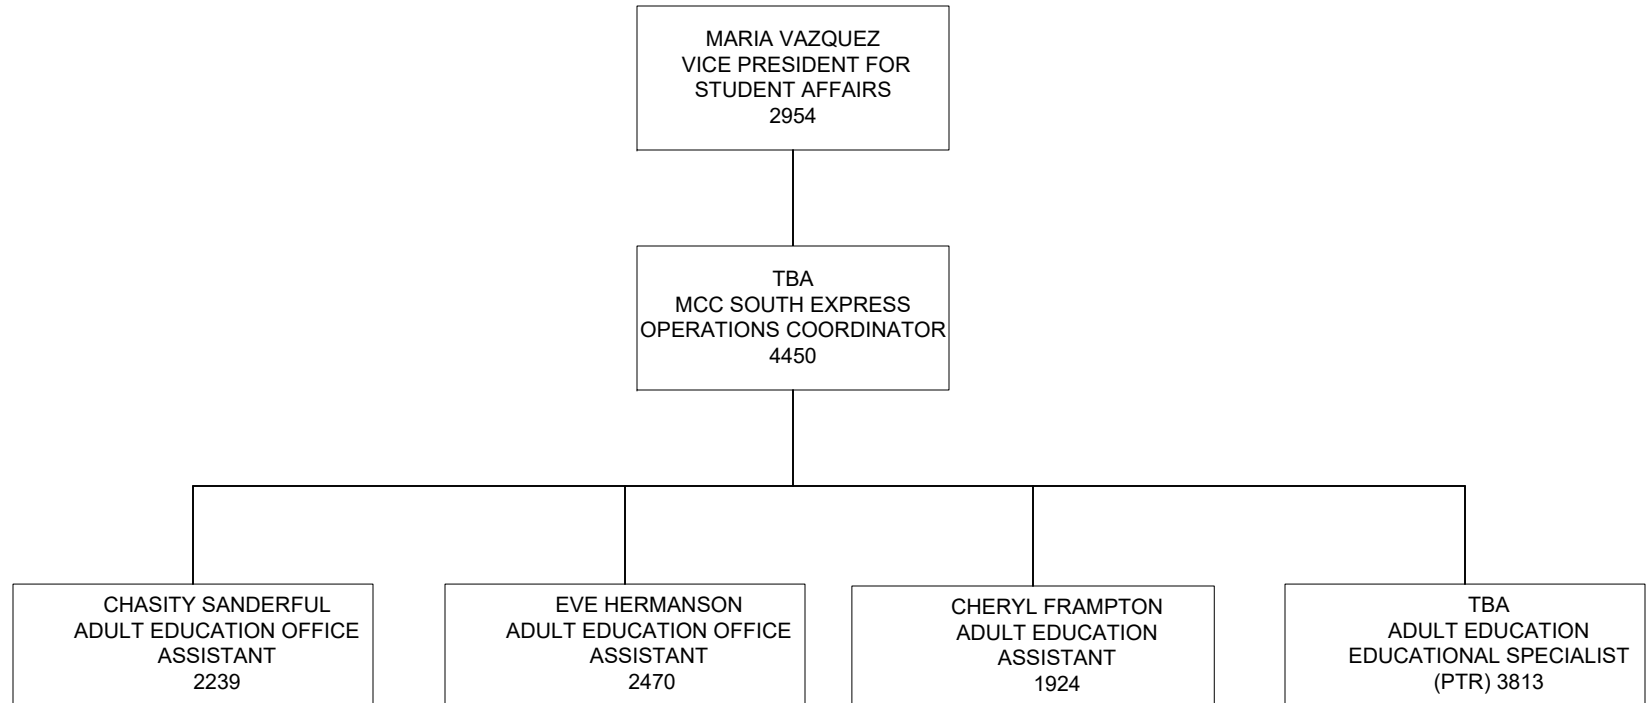 MARIA VAZQUEZ
VICE PRESIDENT FOR
STUDENT AFFAIRS
2954
TBA
MCC SOUTH EXPRESS
OPERATIONS COORDINATOR
4450
CHASITY SANDERFUL
ADULT EDUCATION OFFICE
ASSISTANT
2239
EVE HERMANSON
ADULT EDUCATION OFFICE
ASSISTANT
2470
CHERYL FRAMPTON
ADULT EDUCATION
ASSISTANT
1924
TBA
ADULT EDUCATION
EDUCATIONAL SPECIALIST
(PTR) 3813